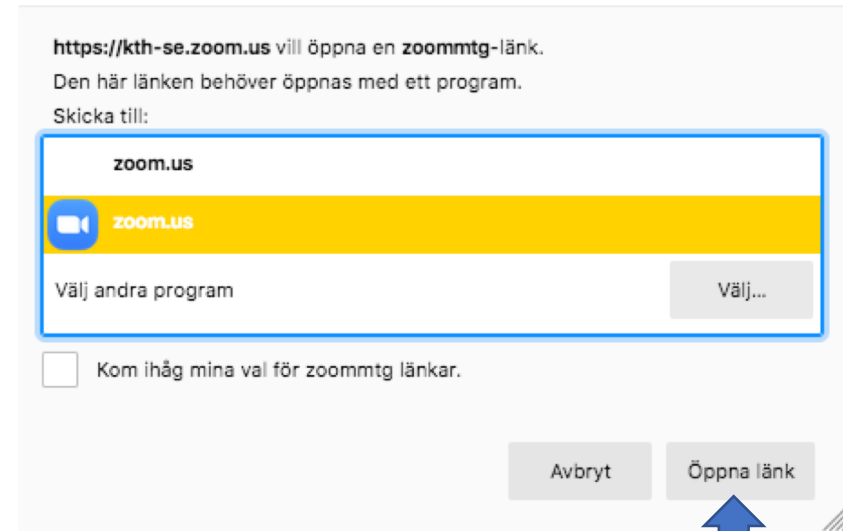 https://kth-se.zoom.us vill öppna en zoommtg-länk.
Den här länken behöver öppnas med ett program.
Skicka till:
zoom.us
zoom.us
Välj andra program
Välj...
Kom ihåg mina val för zoommtg länkar.
Avbryt
Öppna länk